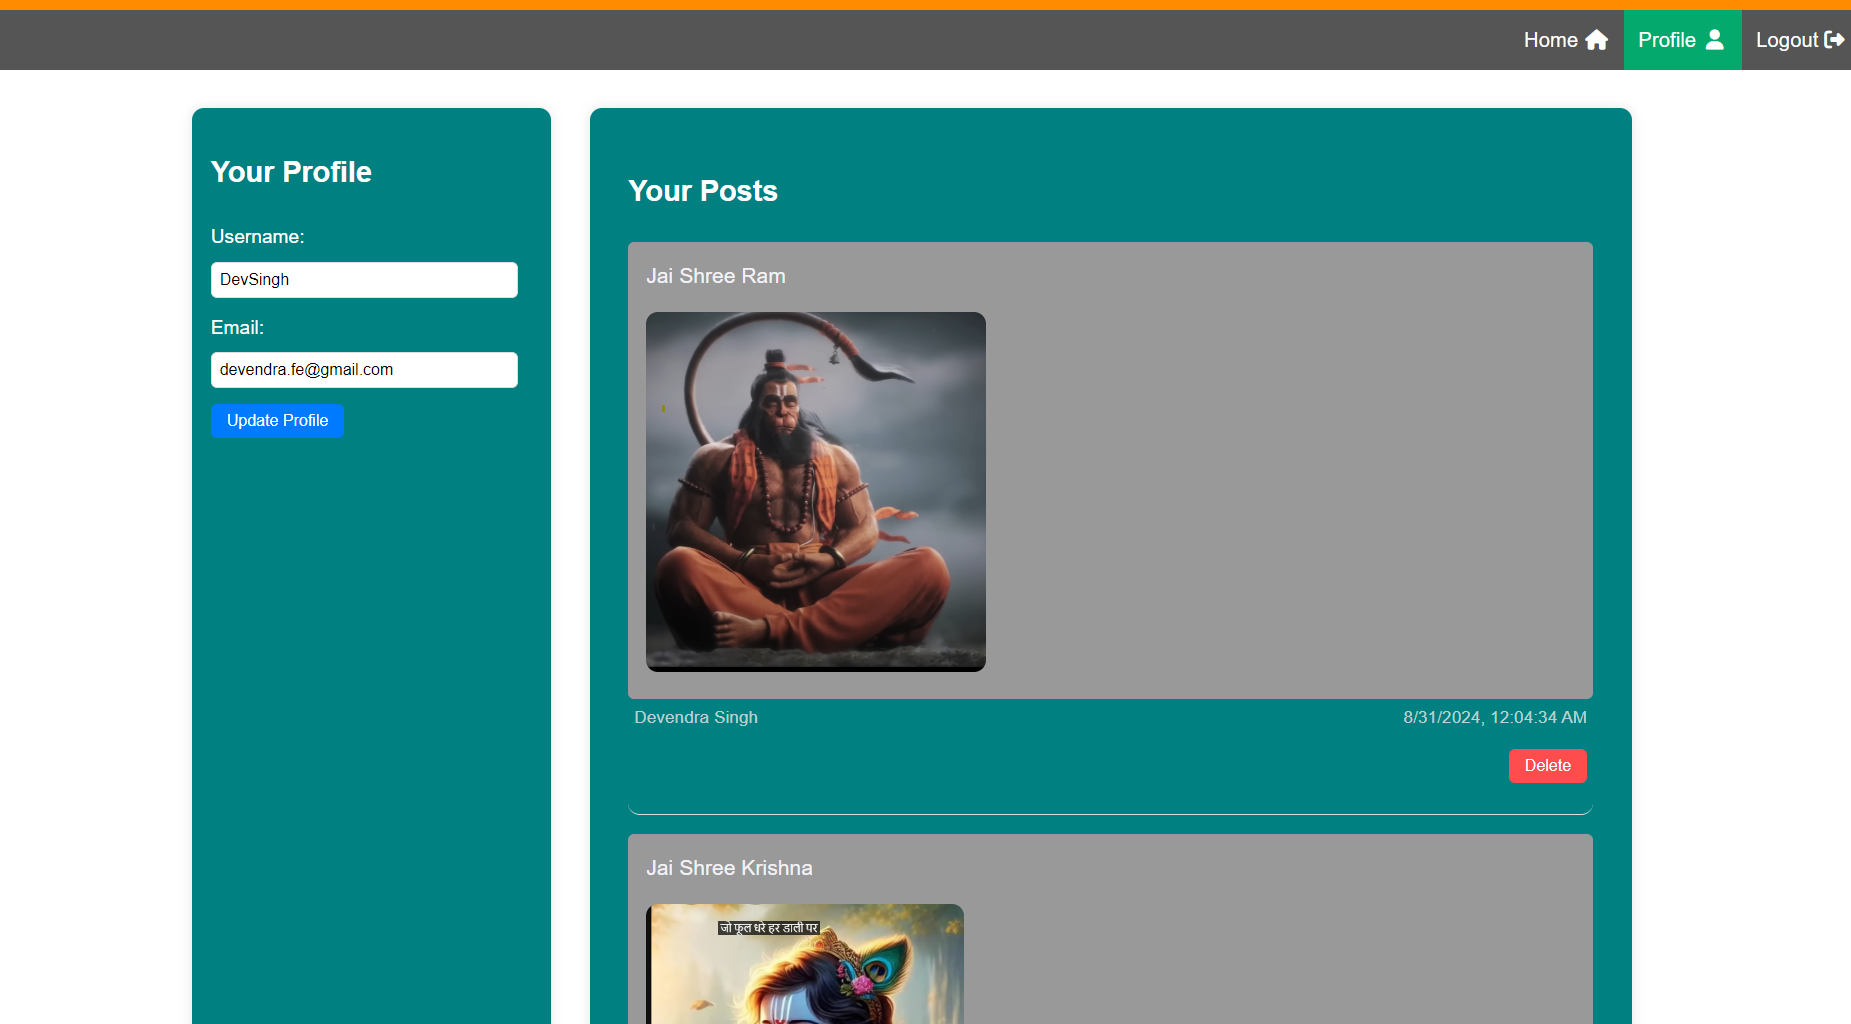 Home
Profile
Logout
Your Profile
Username:
DevSingh
Email:
devendra.fe@gmail.com
Update Profile
Your Posts
Jai Shree Ram
Devendra Singh
8/31/2024, 12:04:34 AM
Delete
Jai Shree Krishna
जो फूल धरे हर डाली पर